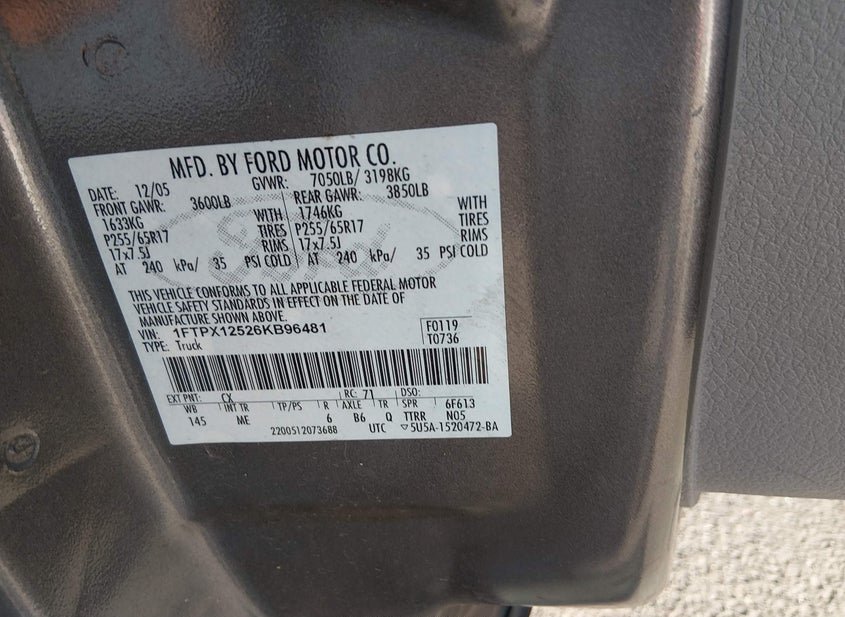 MFD. BY FORD MOTOR CO.
DATE: 12/05 GVWR: 7050LB/ 3198KG
FRONT GAWR: 3600LB REAR GAWR: 3850LB
1633KG WITH 1746KG WITH
P255/65R17 TIRES P255/65R17 TIRES
17x7.5J RIMS 17x7.5J RIMS
AT 240 kPa/ 35 PSI COLD AT 240 kPa/ 35 PSI COLD
THIS VEHICLE CONFORMS TO ALL APPLICABLE FEDERAL MOTOR
VEHICLE SAFETY STANDARDS IN EFFECT ON THE DATE OF
MANUFACTURE SHOWN ABOVE.
VIN: 1FTPX12526KB96481 F0119
TYPE: Truck T0736
EXT PNT: CX RC: 71 DSO:
WB INT TR TP/PS R AXLE TR SPR 6F613
145 ME 6 B6 Q TTRR N05
2200512073688 UTC ▽5U5A-1520472-BA